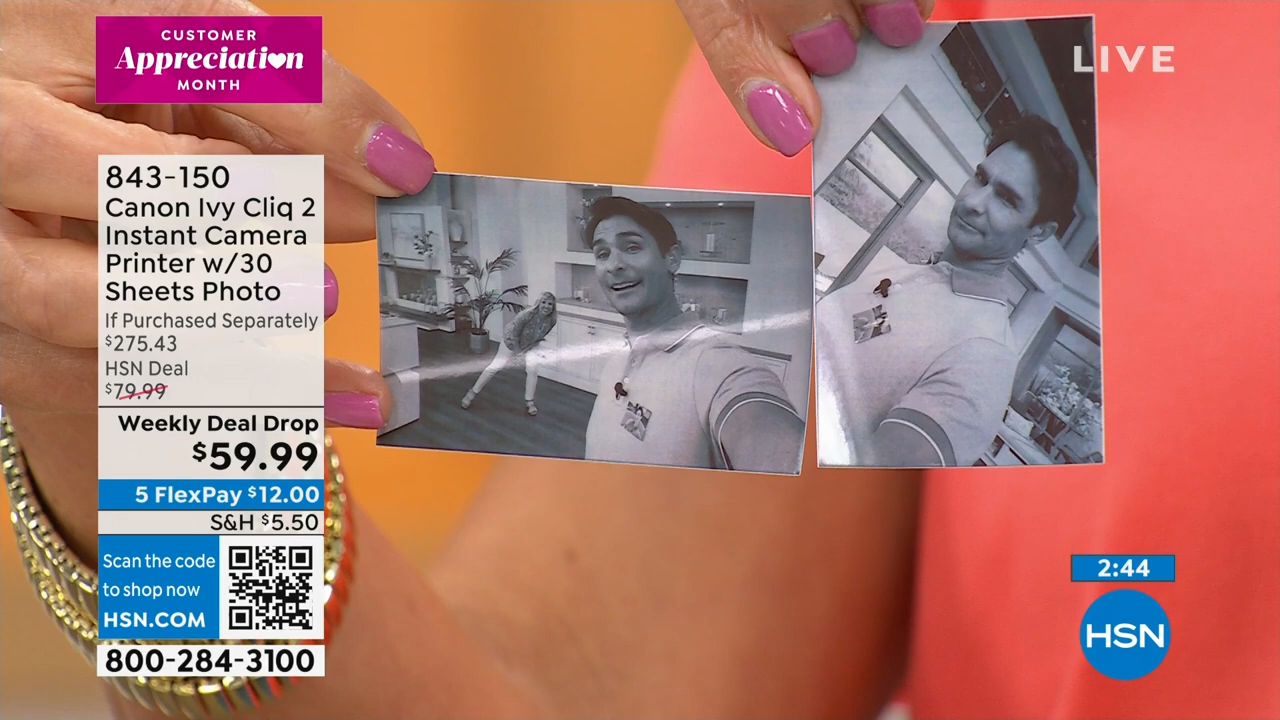 CUSTOMER
Appreciation
MONTH
LIVE
843-150
Canon Ivy Cliq 2
Instant Camera
Printer w/30
Sheets Photo
If Purchased Separately
$275.43
HSN Deal
$79.99
Weekly Deal Drop
$59.99
5 FlexPay $12.00
S&H $5.50
Scan the code
to shop now
HSN.COM
800-284-3100
2:44
HSN